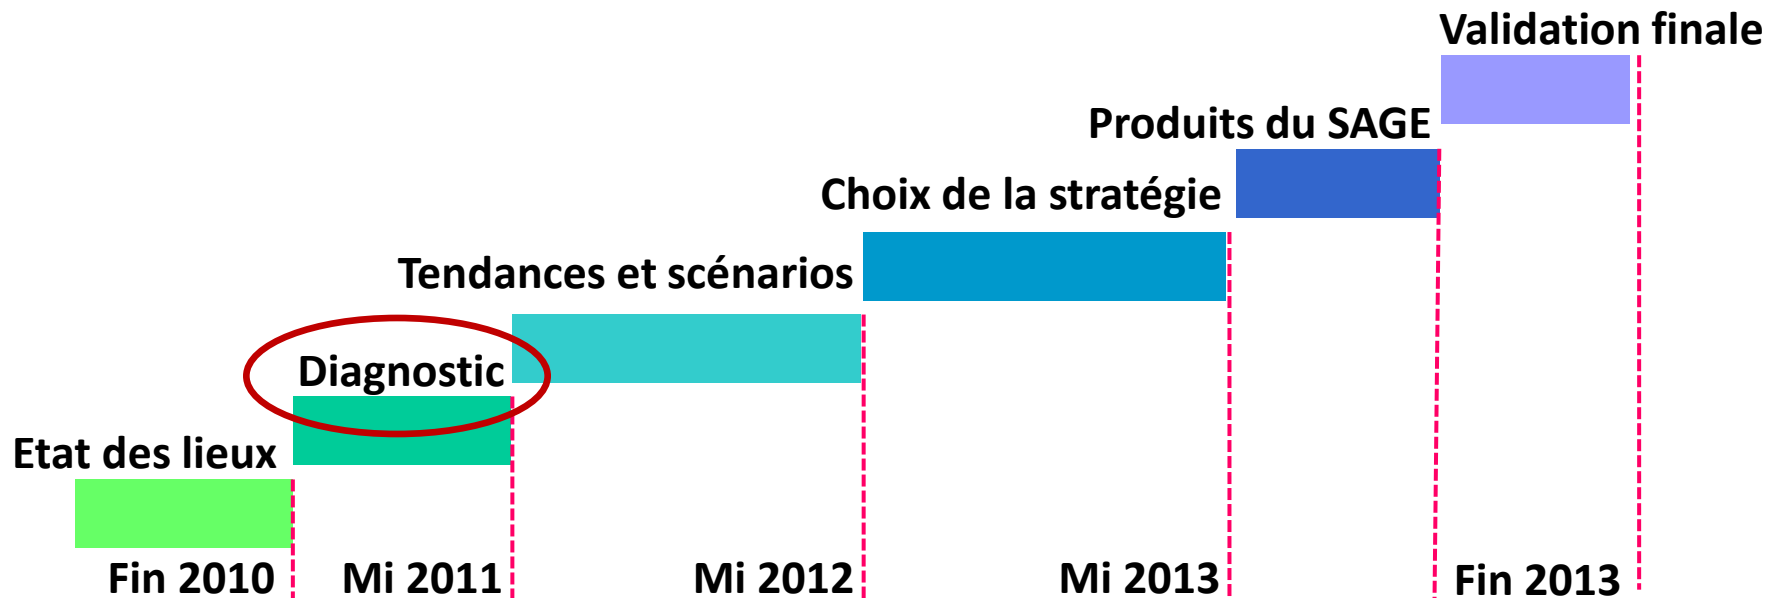 Validation finale
Produits du SAGE
Choix de la stratégie
Tendances et scénarios
Diagnostic
Etat des lieux
Fin 2010
Mi 2011
Mi 2012
Mi 2013
Fin 2013